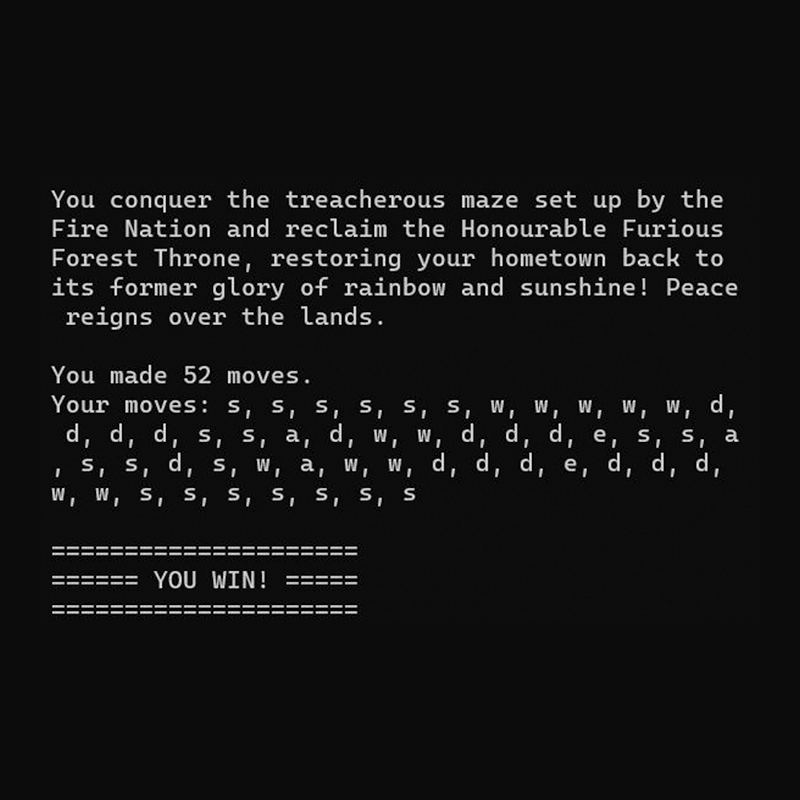 You conquer the treacherous maze set up by the
Fire Nation and reclaim the Honourable Furious
Forest Throne, restoring your hometown back to
its former glory of rainbow and sunshine! Peace
 reigns over the lands.

You made 52 moves.
Your moves: s, s, s, s, s, s, w, w, w, w, w, d,
 d, d, d, s, s, a, d, w, w, d, d, d, e, s, s, a
, s, s, d, s, w, a, w, w, d, d, d, e, d, d, d,
w, w, s, s, s, s, s, s, s

=====================
====== YOU WIN! =====
=====================